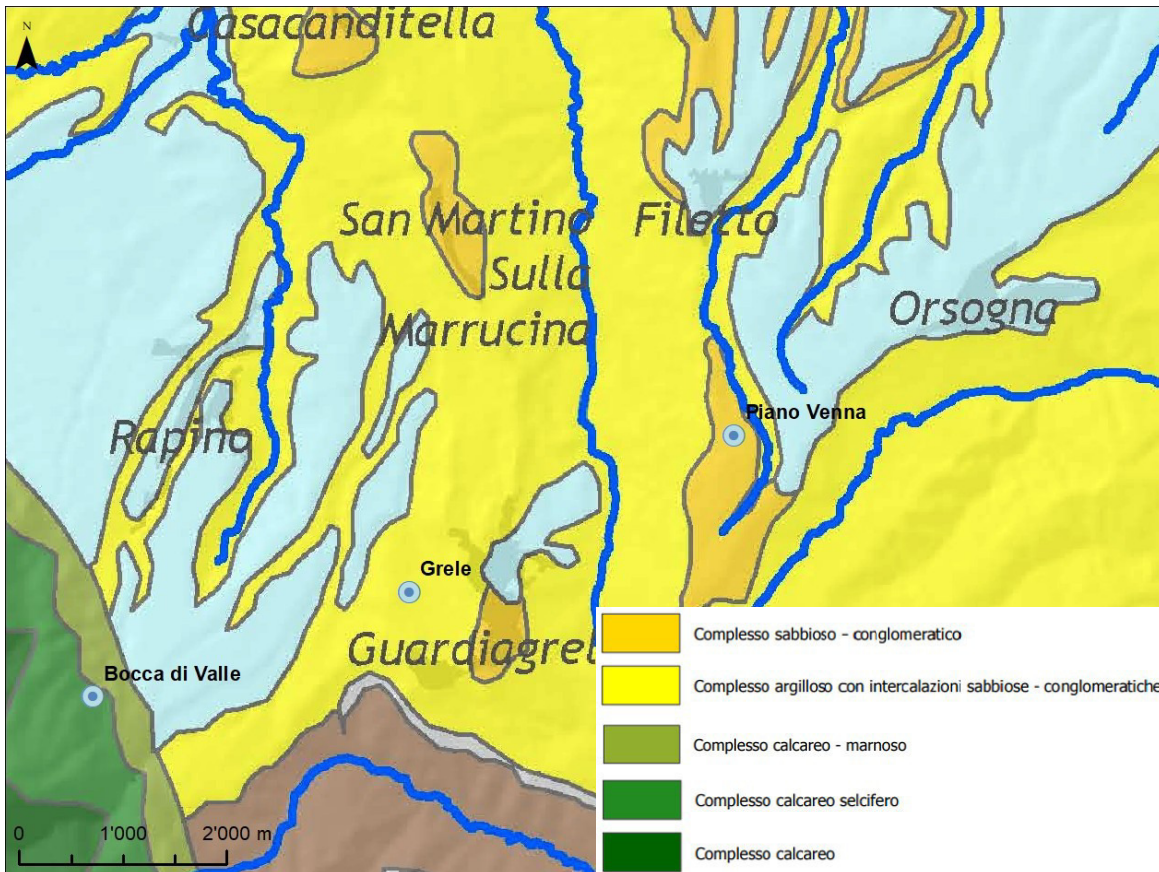 N
Casacanditella
San Martino
Sulla
Marrucina
Filetto
Orsogna
Piano Venna
Rapino
Grele
Guardiagrel
Bocca di Valle
0 1'000 2'000 m
Complesso sabbioso - conglomeratico
Complesso argilloso con intercalazioni sabbiose - conglomeratiche
Complesso calcareo - marnoso
Complesso calcareo selcifero
Complesso calcareo